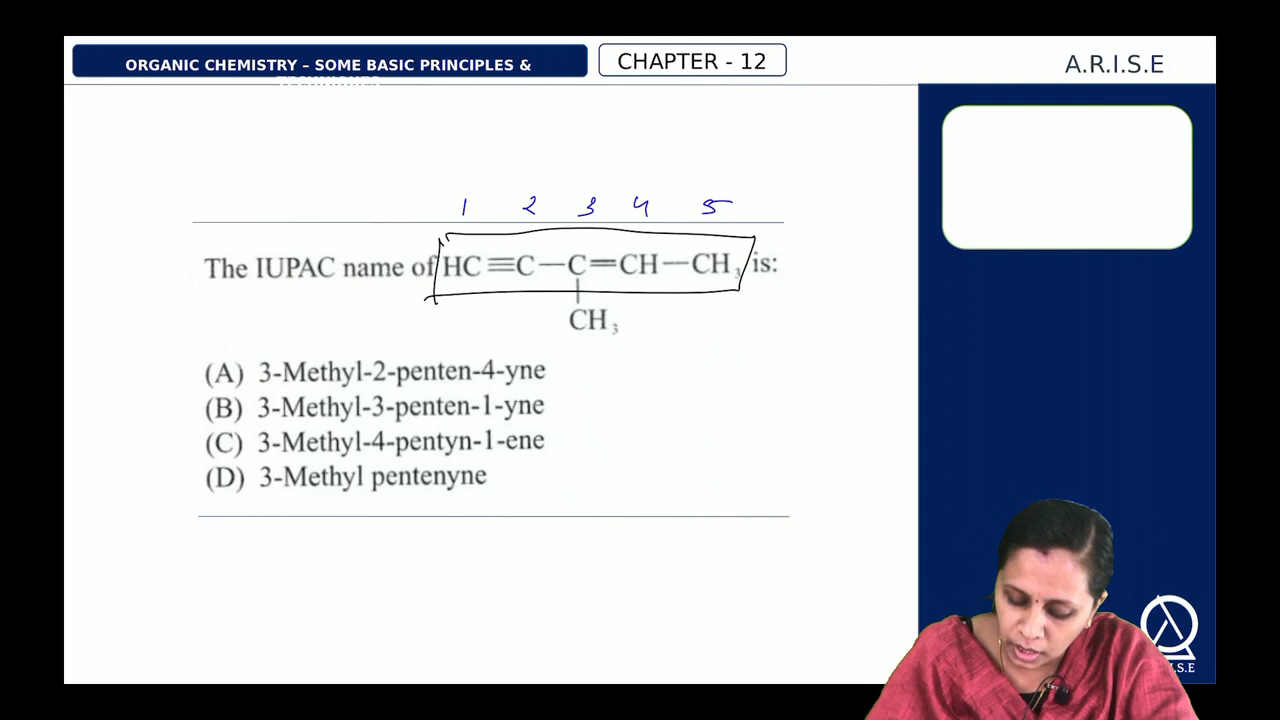 ORGANIC CHEMISTRY – SOME BASIC PRINCIPLES &
TECHNIQUES
CHAPTER - 12
A.R.I.S.E
1 2 3 4 5
The IUPAC name of HC≡C—C=CH—CH₃ is:
CH₃
(A) 3-Methyl-2-penten-4-yne
(B) 3-Methyl-3-penten-1-yne
(C) 3-Methyl-4-pentyn-1-ene
(D) 3-Methyl pentenyne